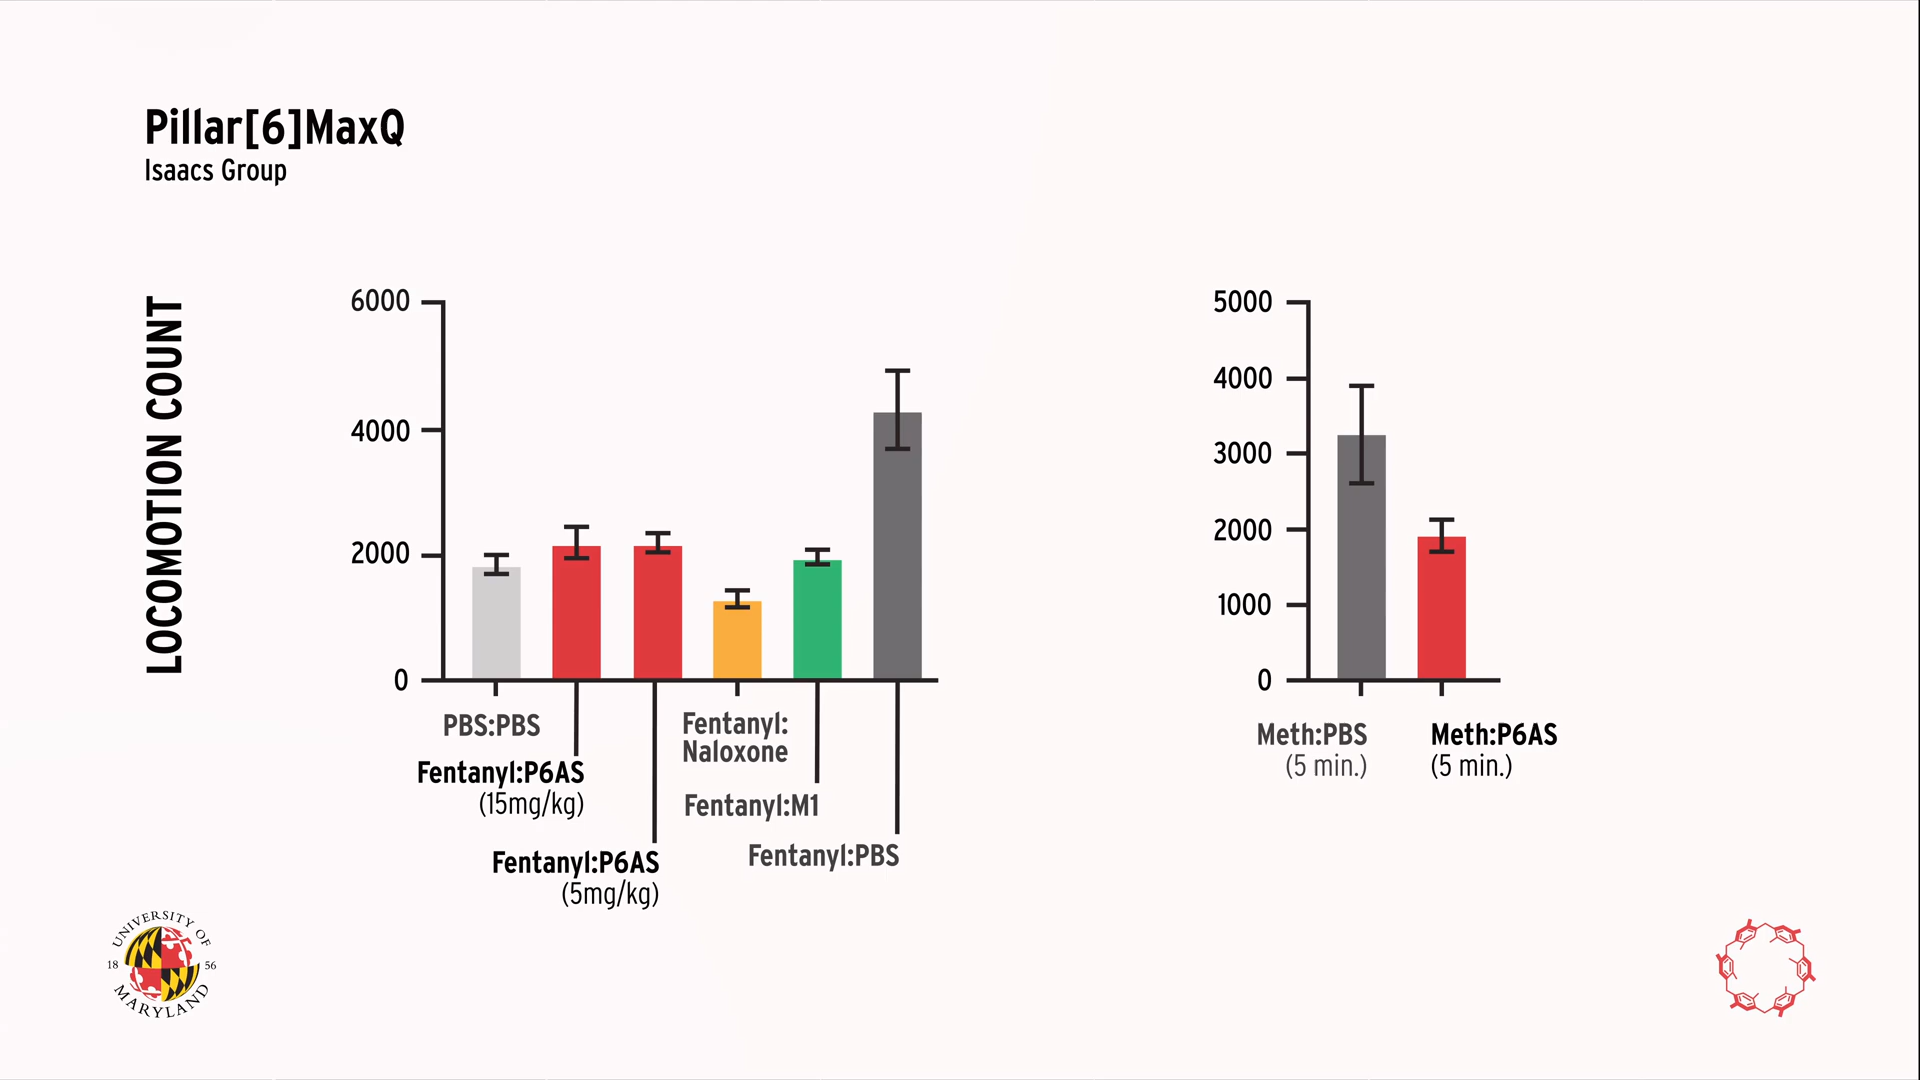 Pillar[6]MaxQ
Isaacs Group
LOCOMOTION COUNT
6000
4000
2000
0
PBS:PBS
Fentanyl:P6AS
(15mg/kg)
Fentanyl:P6AS
(5mg/kg)
Fentanyl:
Naloxone
Fentanyl:M1
Fentanyl:PBS
5000
4000
3000
2000
1000
0
Meth:PBS
(5 min.)
Meth:P6AS
(5 min.)
UNIVERSITY OF
18 56
MARYLAND